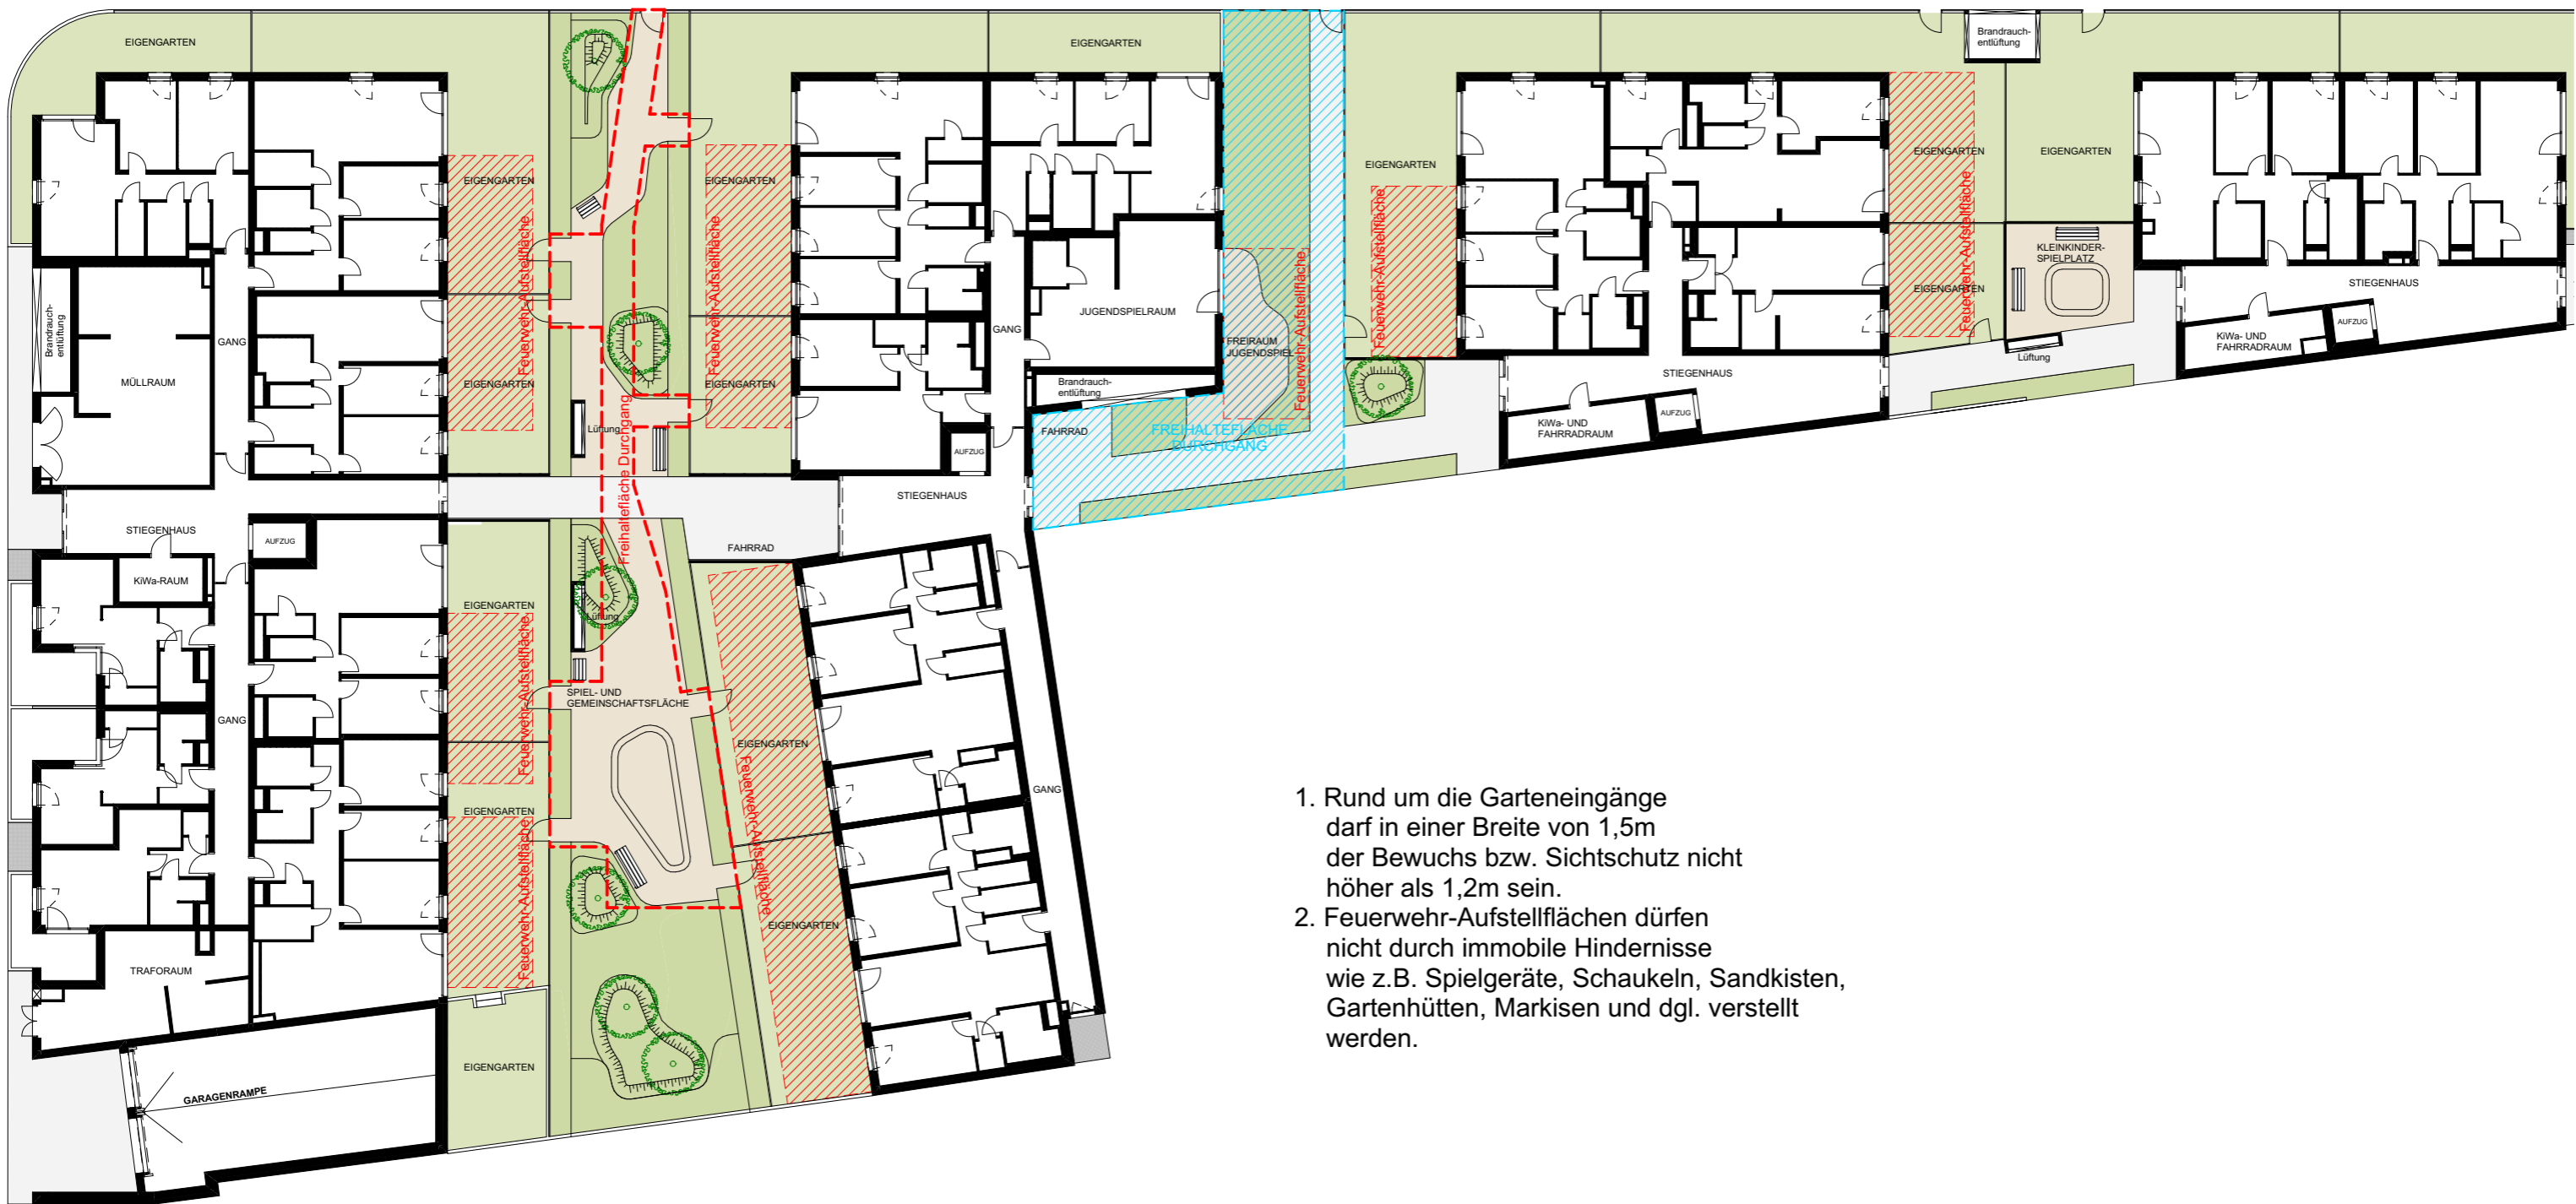 EIGENGARTEN
EIGENGARTEN
Brandrauch-
entlüftung
EIGENGARTEN
EIGENGARTEN
EIGENGARTEN
EIGENGARTEN
EIGENGARTEN
Feuerwehr-Aufstellfläche
Feuerwehr-Aufstellfläche
Feuerwehr-Aufstellfläche
Feuerwehr-Aufstellfläche
Feuerwehr-Aufstellfläche
KLEINKINDER-
SPIELPLATZ
STIEGENHAUS
EIGENGARTEN
JUGENDSPIELRAUM
Brandrauch-
entlüftung
GANG
GANG
FREIRAUM
JUGENDSPIEL
KiWa- UND
FAHRRADRAUM
AUFZUG
Lüftung
MÜLLRAUM
EIGENGARTEN
EIGENGARTEN
Brandrauch-
entlüftung
STIEGENHAUS
Lüftung
FAHRRAD
FREIHALTEFLÄCHE
DURCHGANG
KiWa- UND
FAHRRADRAUM
AUFZUG
AUFZUG
Freihaltefläche Durchgang
STIEGENHAUS
STIEGENHAUS
AUFZUG
FAHRRAD
KiWa-RAUM
EIGENGARTEN
Lüftung
Feuerwehr-Aufstellfläche
SPIEL- UND
GEMEINSCHAFTSFLÄCHE
GANG
EIGENGARTEN
Feuerwehr-Aufstellfläche
GANG
EIGENGARTEN
Feuerwehr-Aufstellfläche
EIGENGARTEN
TRAFORAUM
EIGENGARTEN
GARAGENRAMPE
1. Rund um die Garteneingänge
darf in einer Breite von 1,5m
der Bewuchs bzw. Sichtschutz nicht
höher als 1,2m sein.
2. Feuerwehr-Aufstellflächen dürfen
nicht durch immobile Hindernisse
wie z.B. Spielgeräte, Schaukeln, Sandkisten,
Gartenhütten, Markisen und dgl. verstellt
werden.